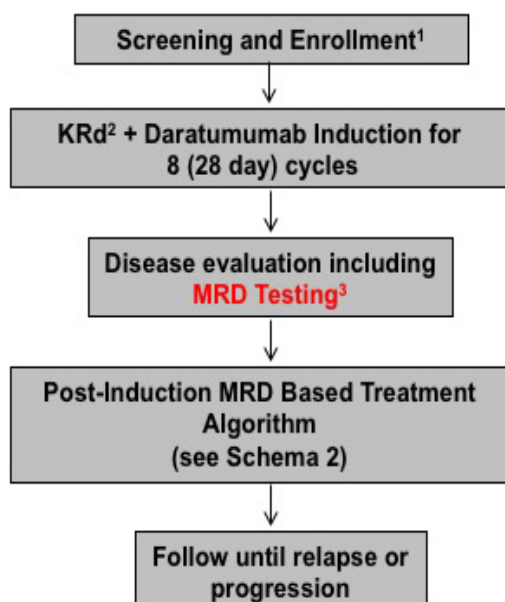 Screening and Enrollment¹
KRd² + Daratumumab Induction for
8 (28 day) cycles
Disease evaluation including
MRD Testing³
Post-Induction MRD Based Treatment
Algorithm
(see Schema 2)
Follow until relapse or
progression